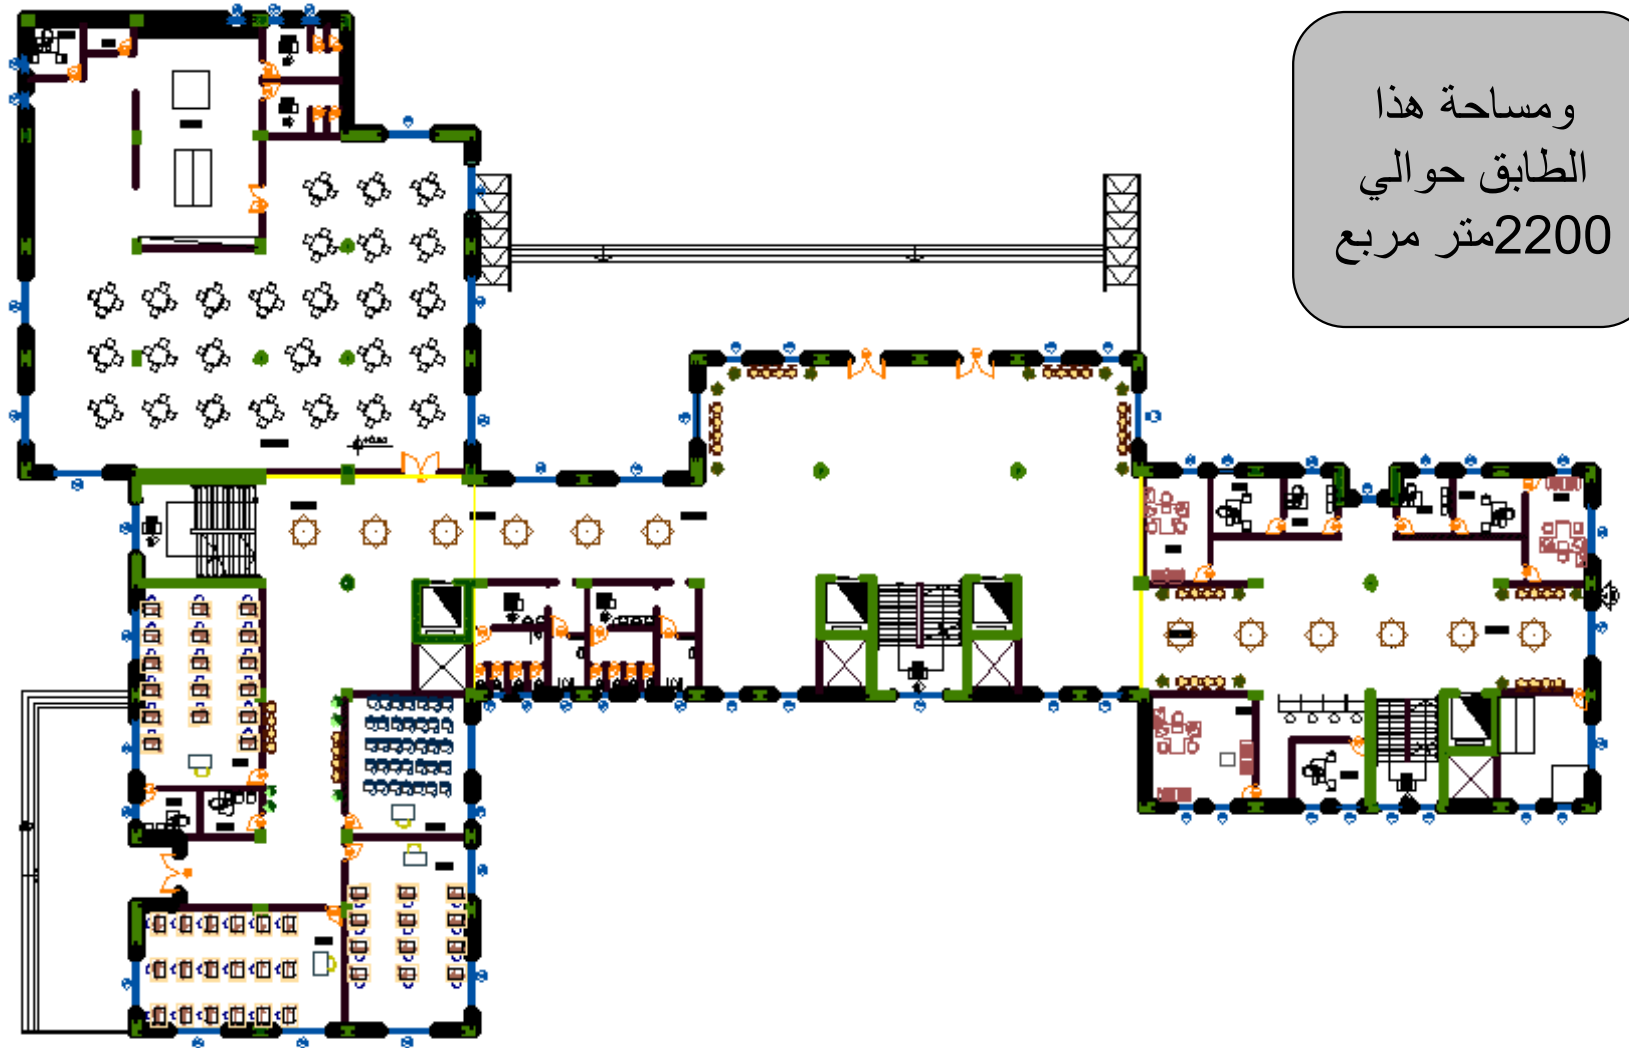 ومساحة هذا
الطابق حوالي
2200متر مربع